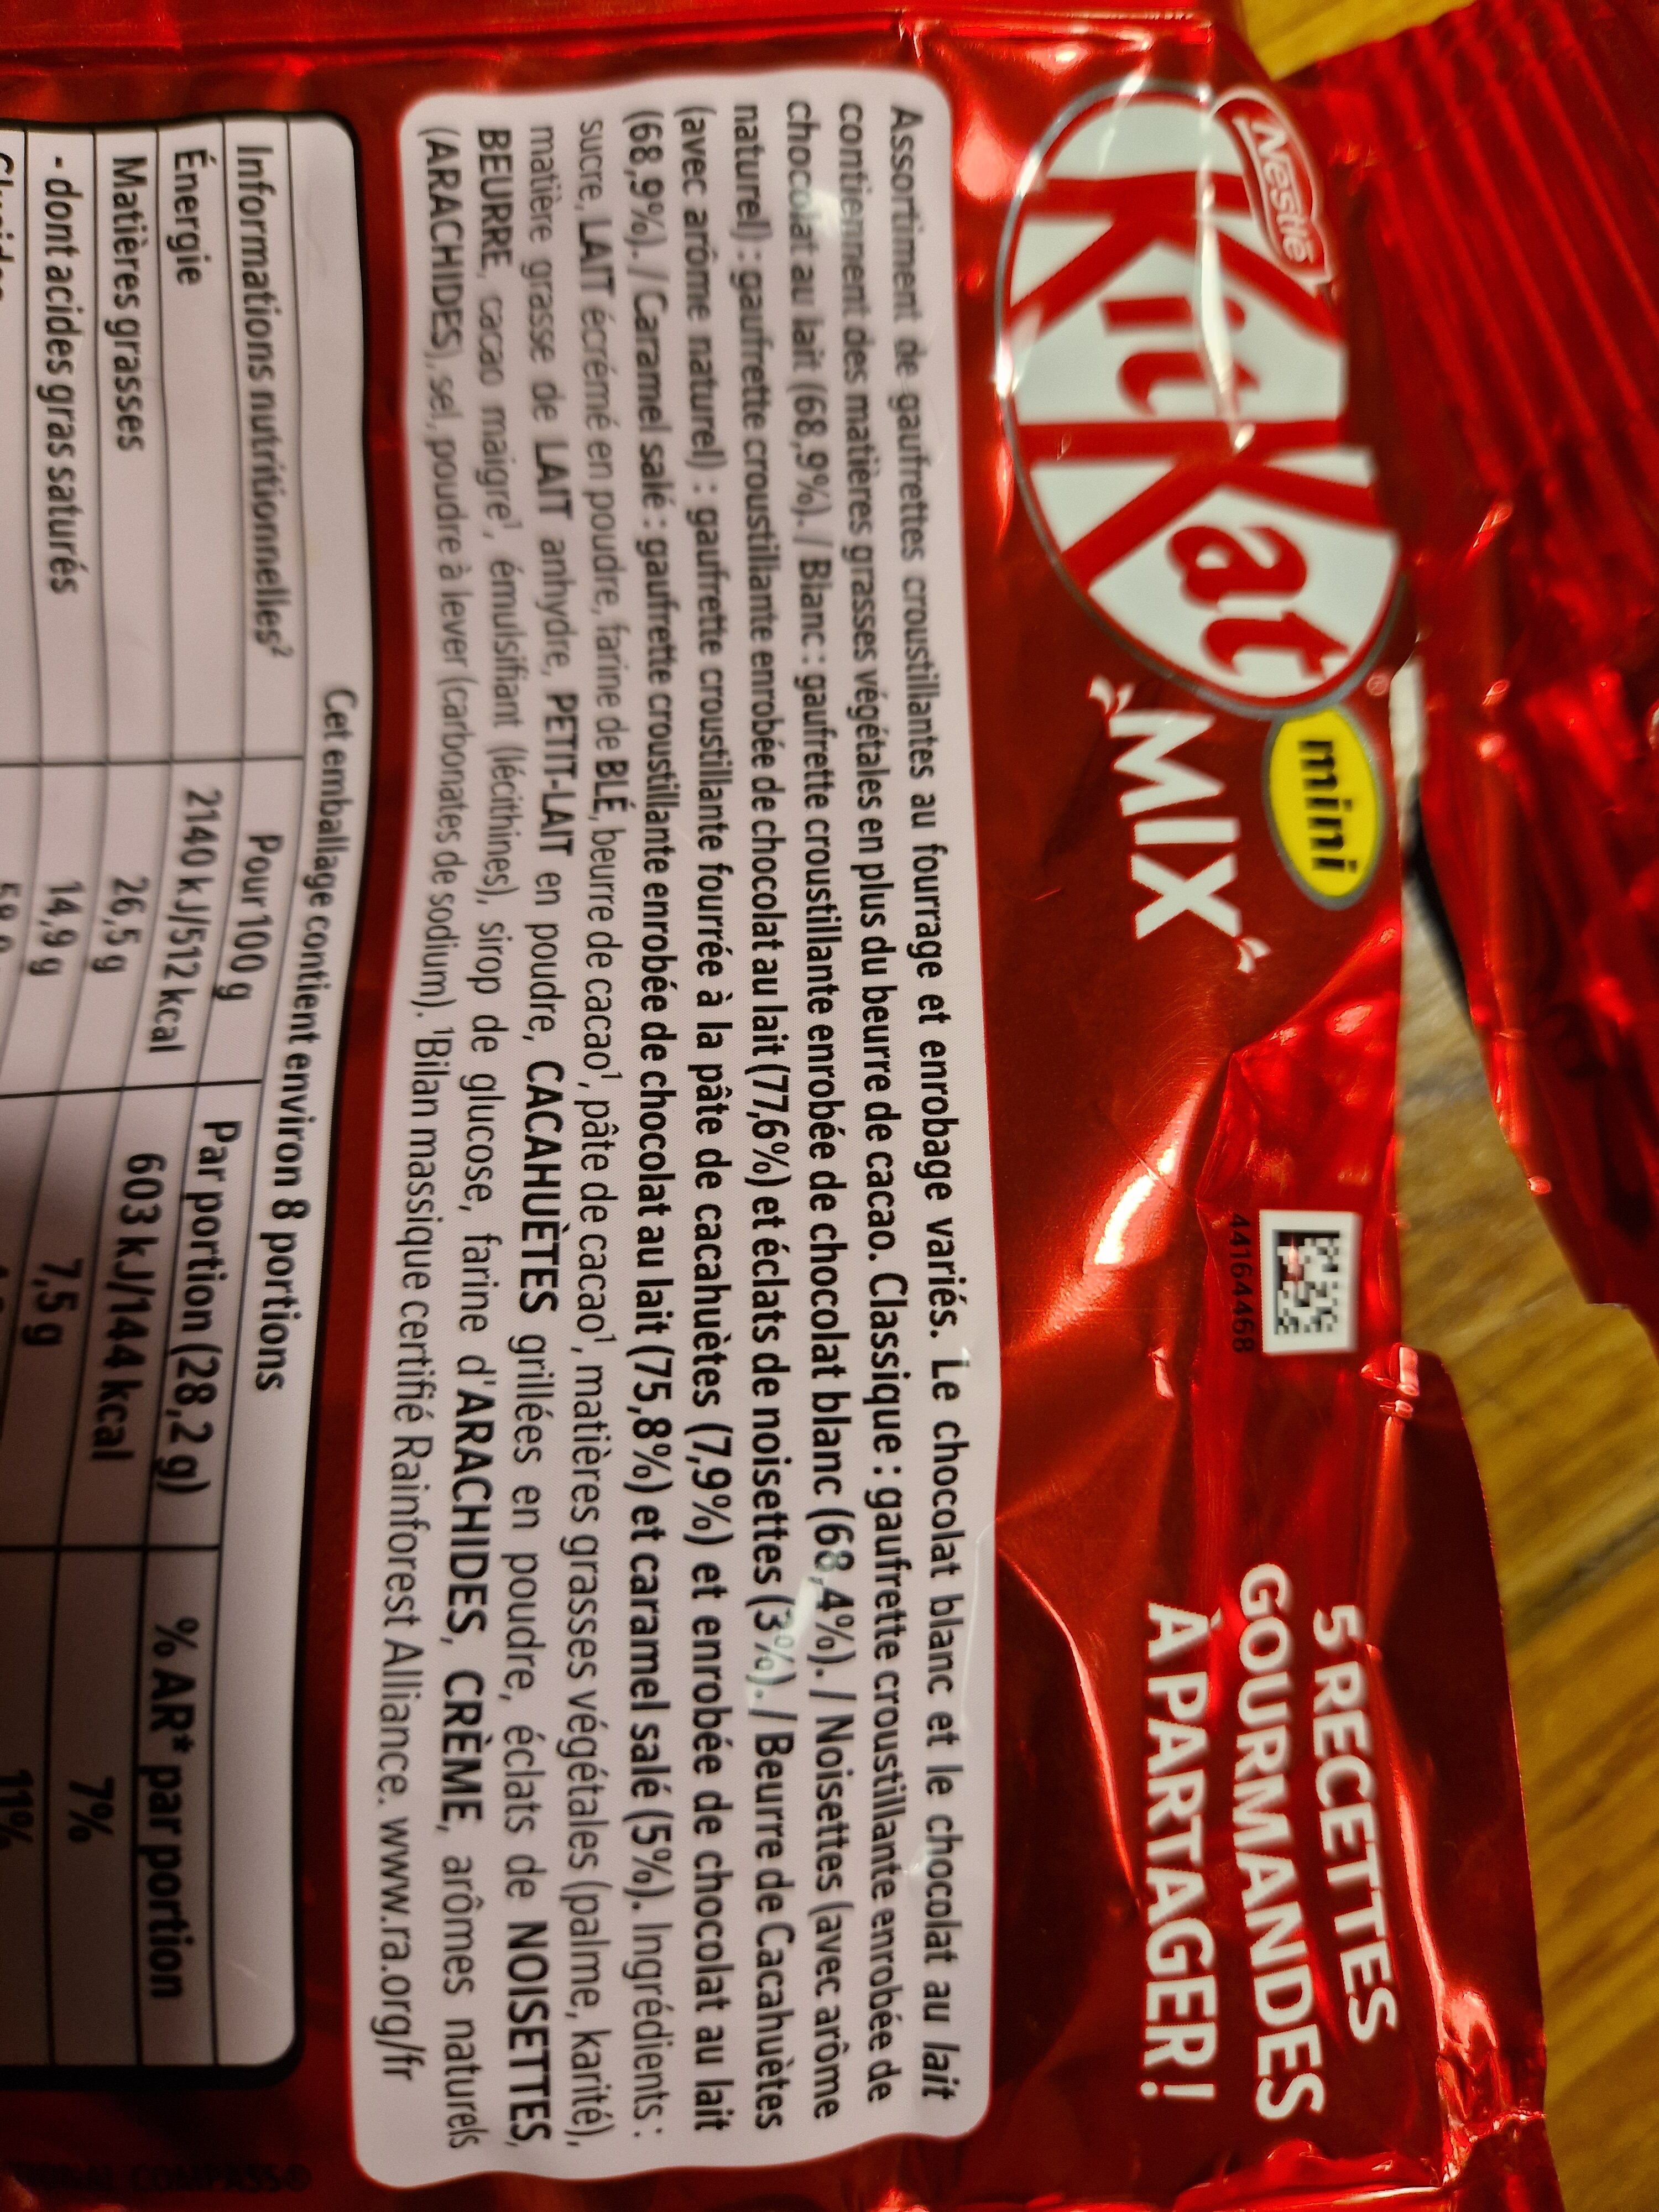 Nestlé
KitKat®
mini
MIX
44164468
5 RECETTES
GOURMANDES
À PARTAGER !
Assortiment de gaufrettes croustillantes au fourrage et enrobage variés. Le chocolat blanc et le chocolat au lait
contiennent des matières grasses végétales en plus du beurre de cacao. Classique : gaufrette croustillante enrobée de
chocolat au lait (68,9%). / Blanc : gaufrette croustillante enrobée de chocolat blanc (68,4%). / Noisettes (avec arôme
naturel) : gaufrette croustillante enrobée de chocolat au lait (77,6%) et éclats de noisettes (3%). / Beurre de Cacahuètes
(avec arôme naturel) : gaufrette croustillante fourrée à la pâte de cacahuètes (7,9%) et enrobée de chocolat au lait
(68,9%). / Caramel salé : gaufrette croustillante enrobée de chocolat au lait (75,8%) et caramel salé (5%). Ingrédients :
sucre, LAIT écrémé en poudre, farine de BLÉ, beurre de cacao¹, pâte de cacao¹, matières grasses végétales (palme, karité),
matière grasse de LAIT anhydre, PETIT-LAIT en poudre, CACAHUÈTES grillées en poudre, éclats de NOISETTES,
BEURRE, cacao maigre¹, émulsifiant (lécithines), sirop de glucose, farine d'ARACHIDES, CRÈME, arômes naturels
(ARACHIDES), sel, poudre à lever (carbonates de sodium). ¹Bilan massique certifié Rainforest Alliance. www.ra.org/fr
Cet emballage contient environ 8 portions
Informations nutritionnelles² Pour 100 g Par portion (28,2 g) % AR* par portion
Énergie 2140 kJ/512 kcal 603 kJ/144 kcal 7%
Matières grasses 26,5 g 7,5 g 11%
- dont acides gras saturés 14,9 g
COMPASS®